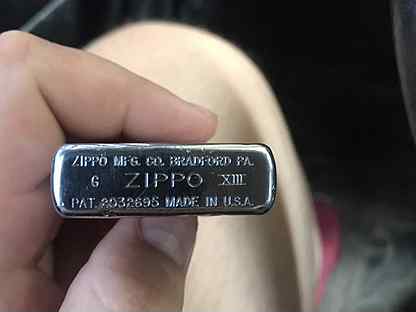 ZIPPO MFG. CO. BRADFORD PA.
G ZIPPO XIII
PAT. 2032695 MADE IN U.S.A.